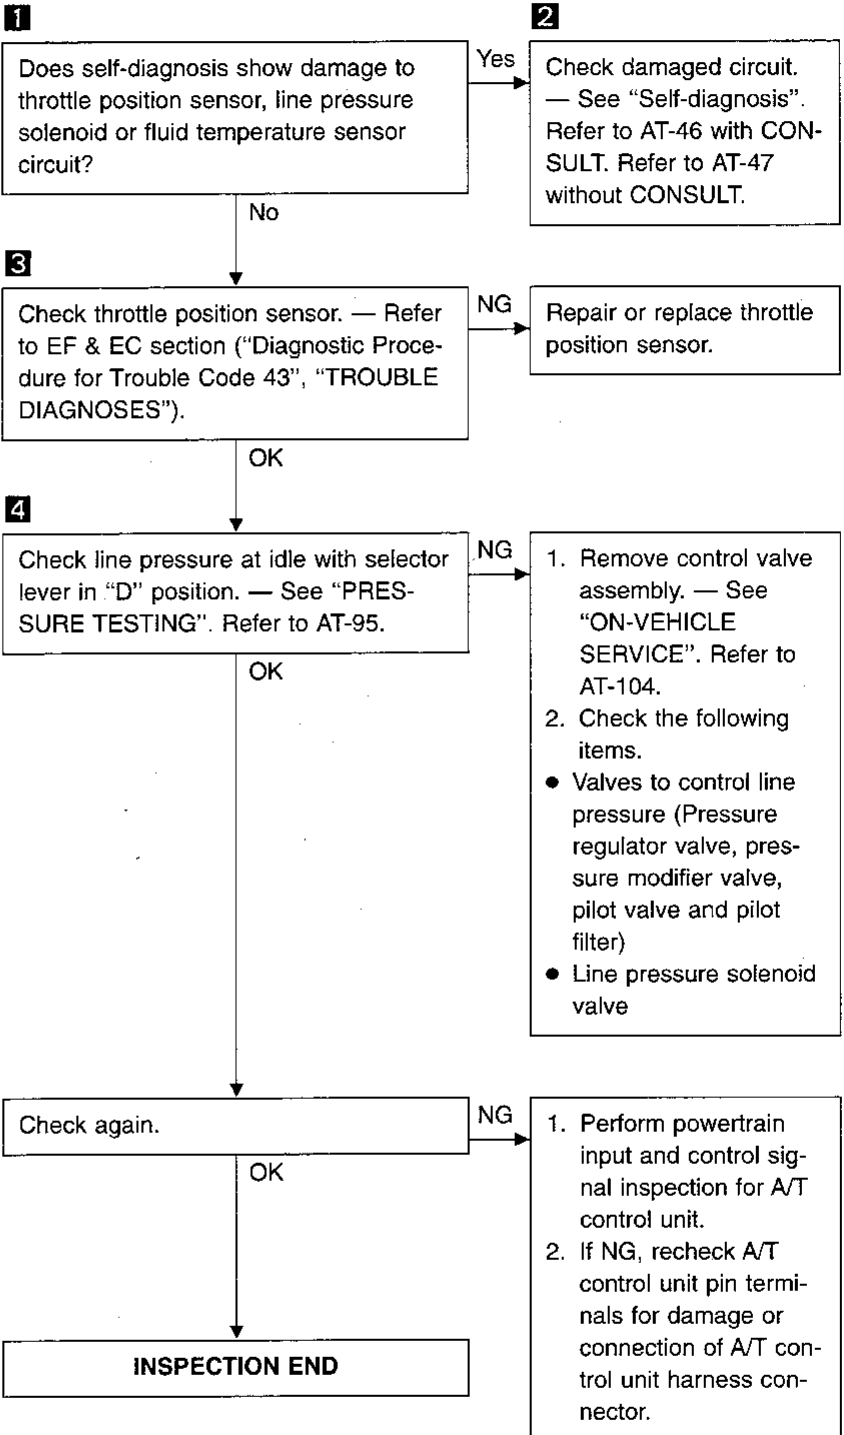 1
Does self-diagnosis show damage to
throttle position sensor, line pressure
solenoid or fluid temperature sensor
circuit?
Yes
2
Check damaged circuit.
— See “Self-diagnosis”.
Refer to AT-46 with CON-
SULT. Refer to AT-47
without CONSULT.
No
3
Check throttle position sensor. — Refer
to EF & EC section (“Diagnostic Proce-
dure for Trouble Code 43”, “TROUBLE
DIAGNOSES”).
NG
Repair or replace throttle
position sensor.
OK
4
Check line pressure at idle with selector
lever in “D” position. — See “PRES-
SURE TESTING”. Refer to AT-95.
NG
1. Remove control valve
assembly. — See
“ON-VEHICLE
SERVICE”. Refer to
AT-104.
2. Check the following
items.
● Valves to control line
pressure (Pressure
regulator valve, pres-
sure modifier valve,
pilot valve and pilot
filter)
● Line pressure solenoid
valve
OK
Check again.
NG
1. Perform powertrain
input and control sig-
nal inspection for A/T
control unit.
2. If NG, recheck A/T
control unit pin termi-
nals for damage or
connection of A/T con-
trol unit harness con-
nector.
OK
INSPECTION END